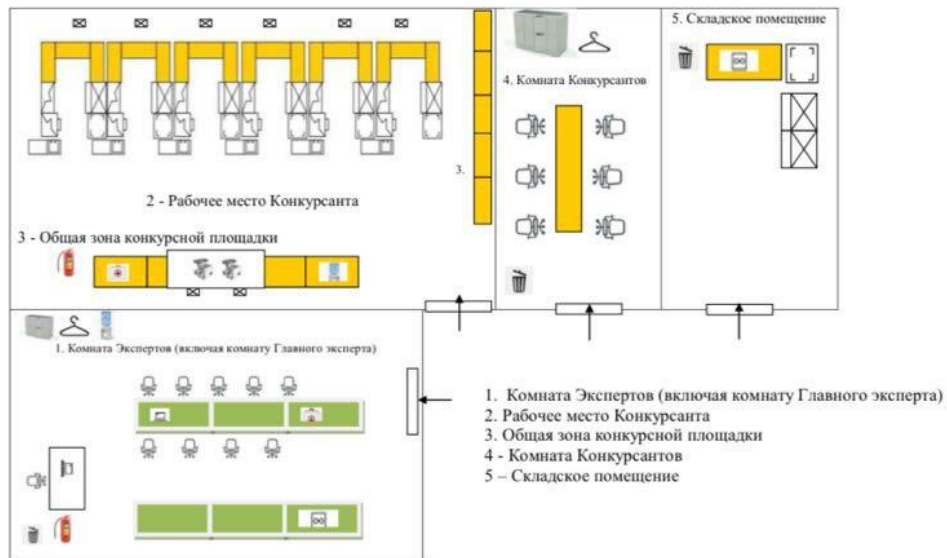 5. Складское помещение
4. Комната Конкурсантов
3.
2 - Рабочее место Конкурсанта
3 - Общая зона конкурсной площадки
1. Комната Экспертов (включая комнату Главного эксперта)
1. Комната Экспертов (включая комнату Главного эксперта)
2. Рабочее место Конкурсанта
3. Общая зона конкурсной площадки
4 - Комната Конкурсантов
5 – Складское помещение